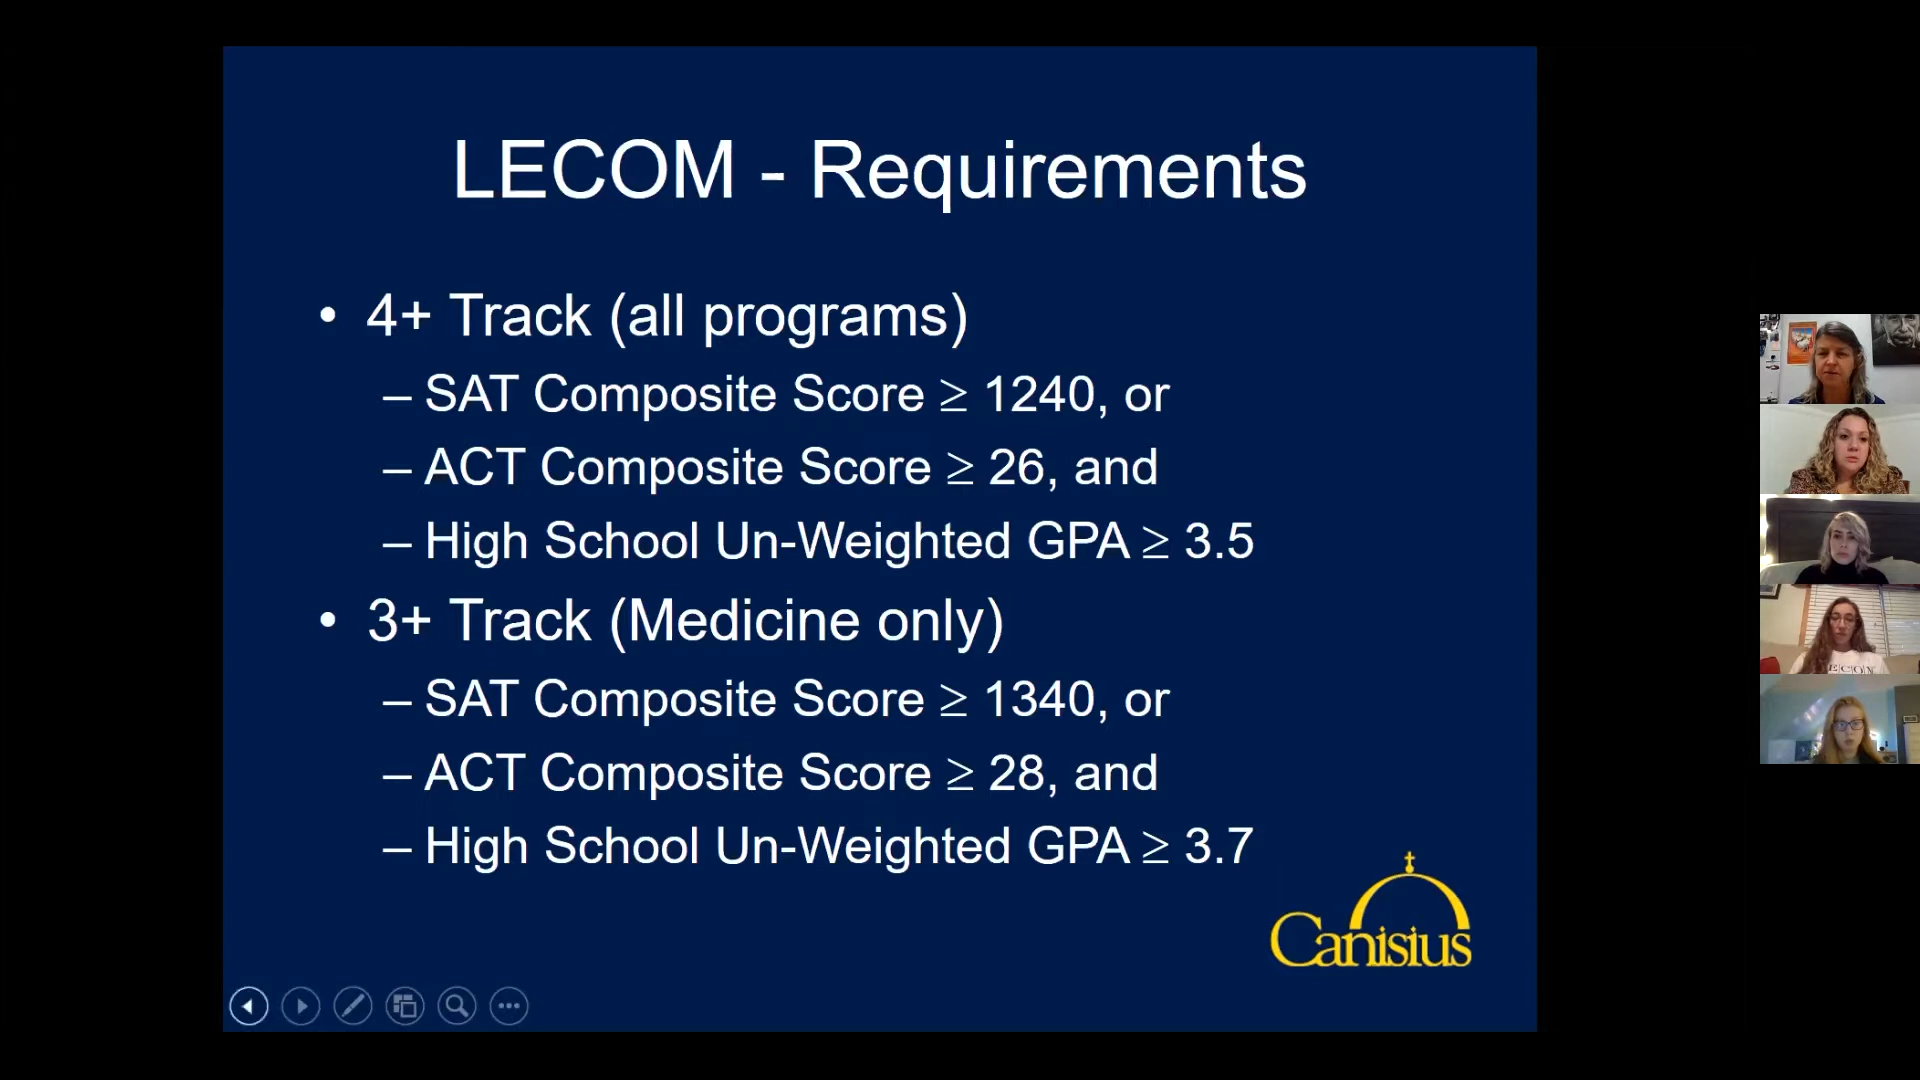 LECOM - Requirements
• 4+ Track (all programs)
– SAT Composite Score ≥ 1240, or
– ACT Composite Score ≥ 26, and
– High School Un-Weighted GPA ≥ 3.5
• 3+ Track (Medicine only)
– SAT Composite Score ≥ 1340, or
– ACT Composite Score ≥ 28, and
– High School Un-Weighted GPA ≥ 3.7
Canisius